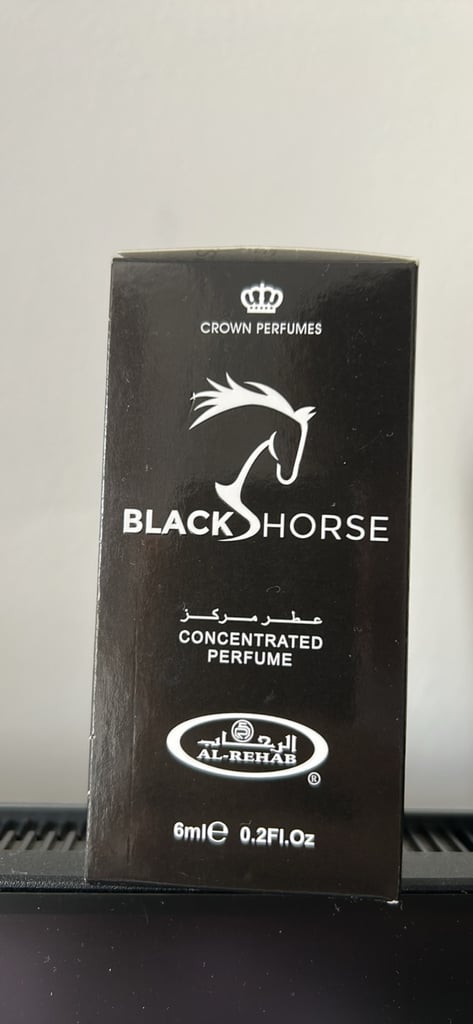 CROWN PERFUMES
BLACK HORSE
عطر مركز
CONCENTRATED
PERFUME
الرحاب
AL-REHAB
®
6ml℮ 0.2Fl.Oz